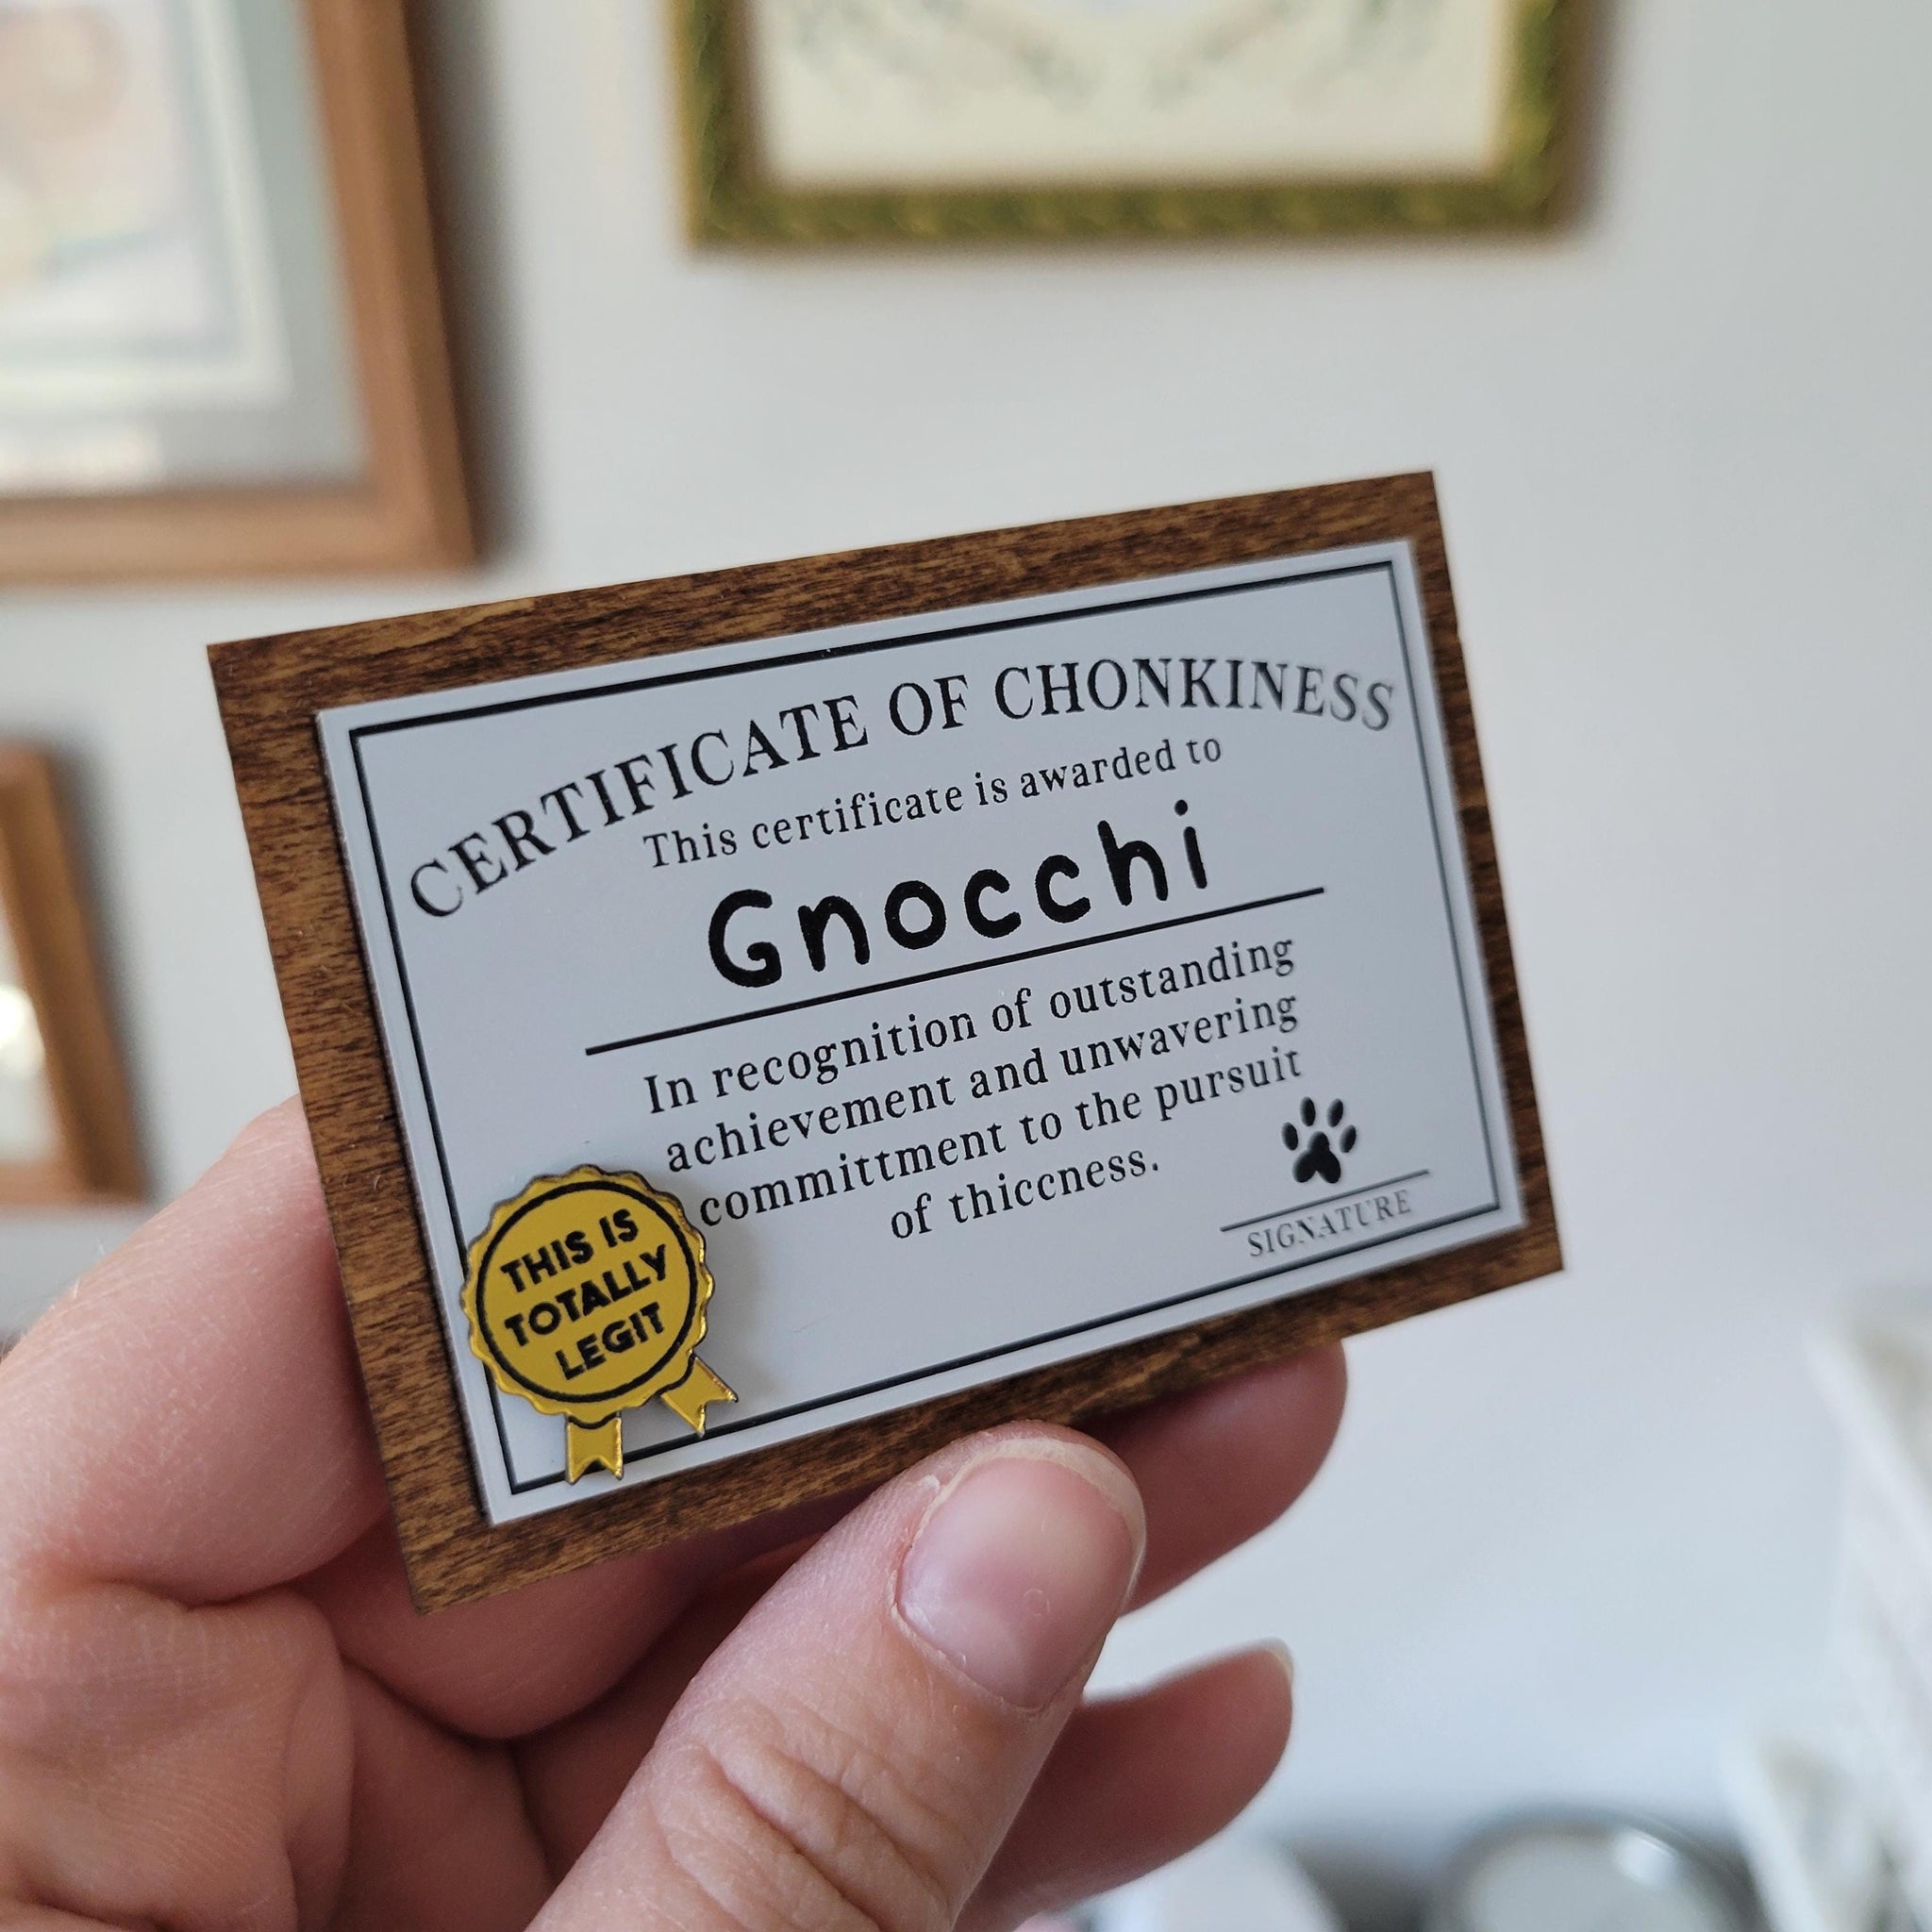 CERTIFICATE OF CHONKINESS
This certificate is awarded to
Gnocchi
In recognition of outstanding
achievement and unwavering
committment to the pursuit
of thiccness.
SIGNATURE
THIS IS
TOTALLY
LEGIT